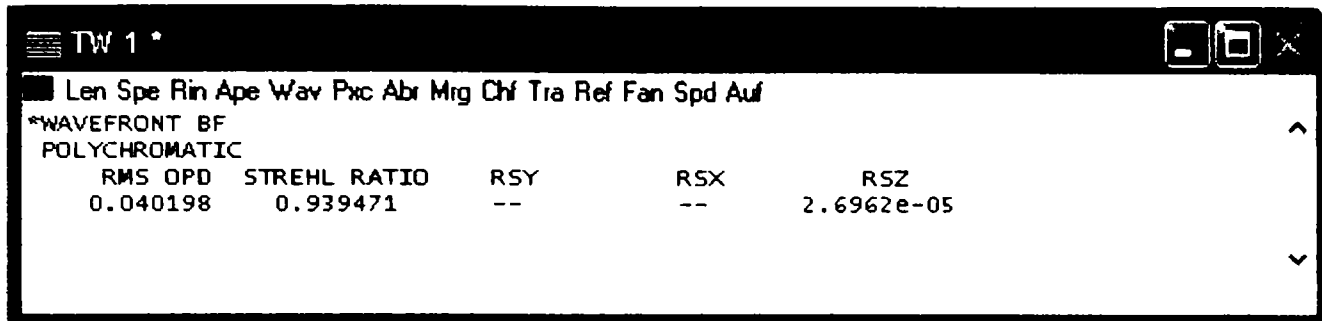 TW 1 *
Len Spe Rin Ape Wav Pxc Abr Mrg Chf Tra Ref Fan Spd Auf
*WAVEFRONT BF
POLYCHROMATIC
RMS OPD STREHL RATIO RSY RSX RSZ
0.040198 0.939471 -- -- 2.6962e-05